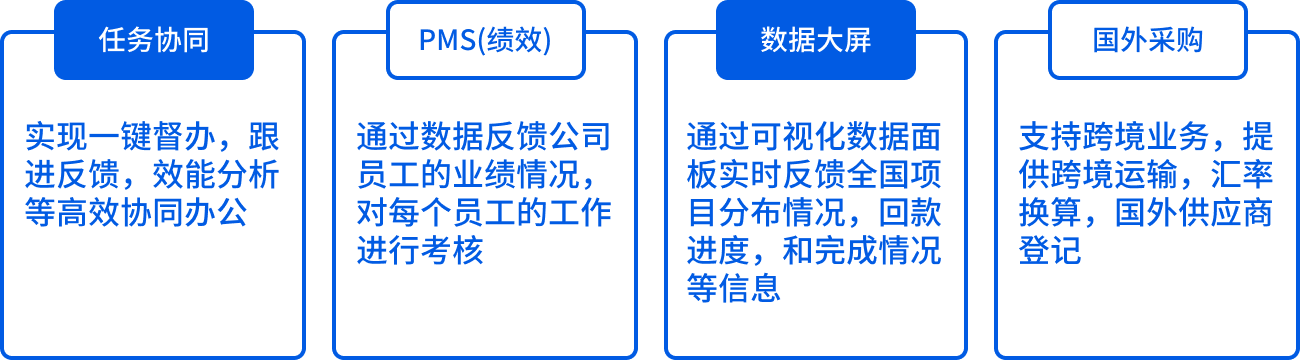 任务协同
实现一键督办，跟
进反馈，效能分析
等高效协同办公
PMS(绩效)
通过数据反馈公司
员工的业绩情况，
对每个员工的工作
进行考核
数据大屏
通过可视化数据面
板实时反馈全国项
目分布情况，回款
进度，和完成情况
等信息
国外采购
支持跨境业务，提
供跨境运输，汇率
换算，国外供应商
登记